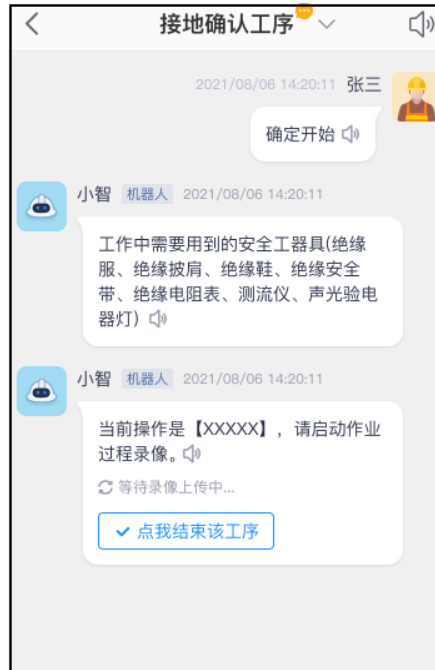 接地确认工序
2021/08/06 14:20:11 张三
确定开始
小智 机器人 2021/08/06 14:20:11
工作中需要用到的安全工器具(绝缘
服、绝缘披肩、绝缘鞋、绝缘安全
带、绝缘电阻表、测流仪、声光验电
器灯)
小智 机器人 2021/08/06 14:20:11
当前操作是【XXXXX】，请启动作业
过程录像。
等待录像上传中...
点我结束该工序